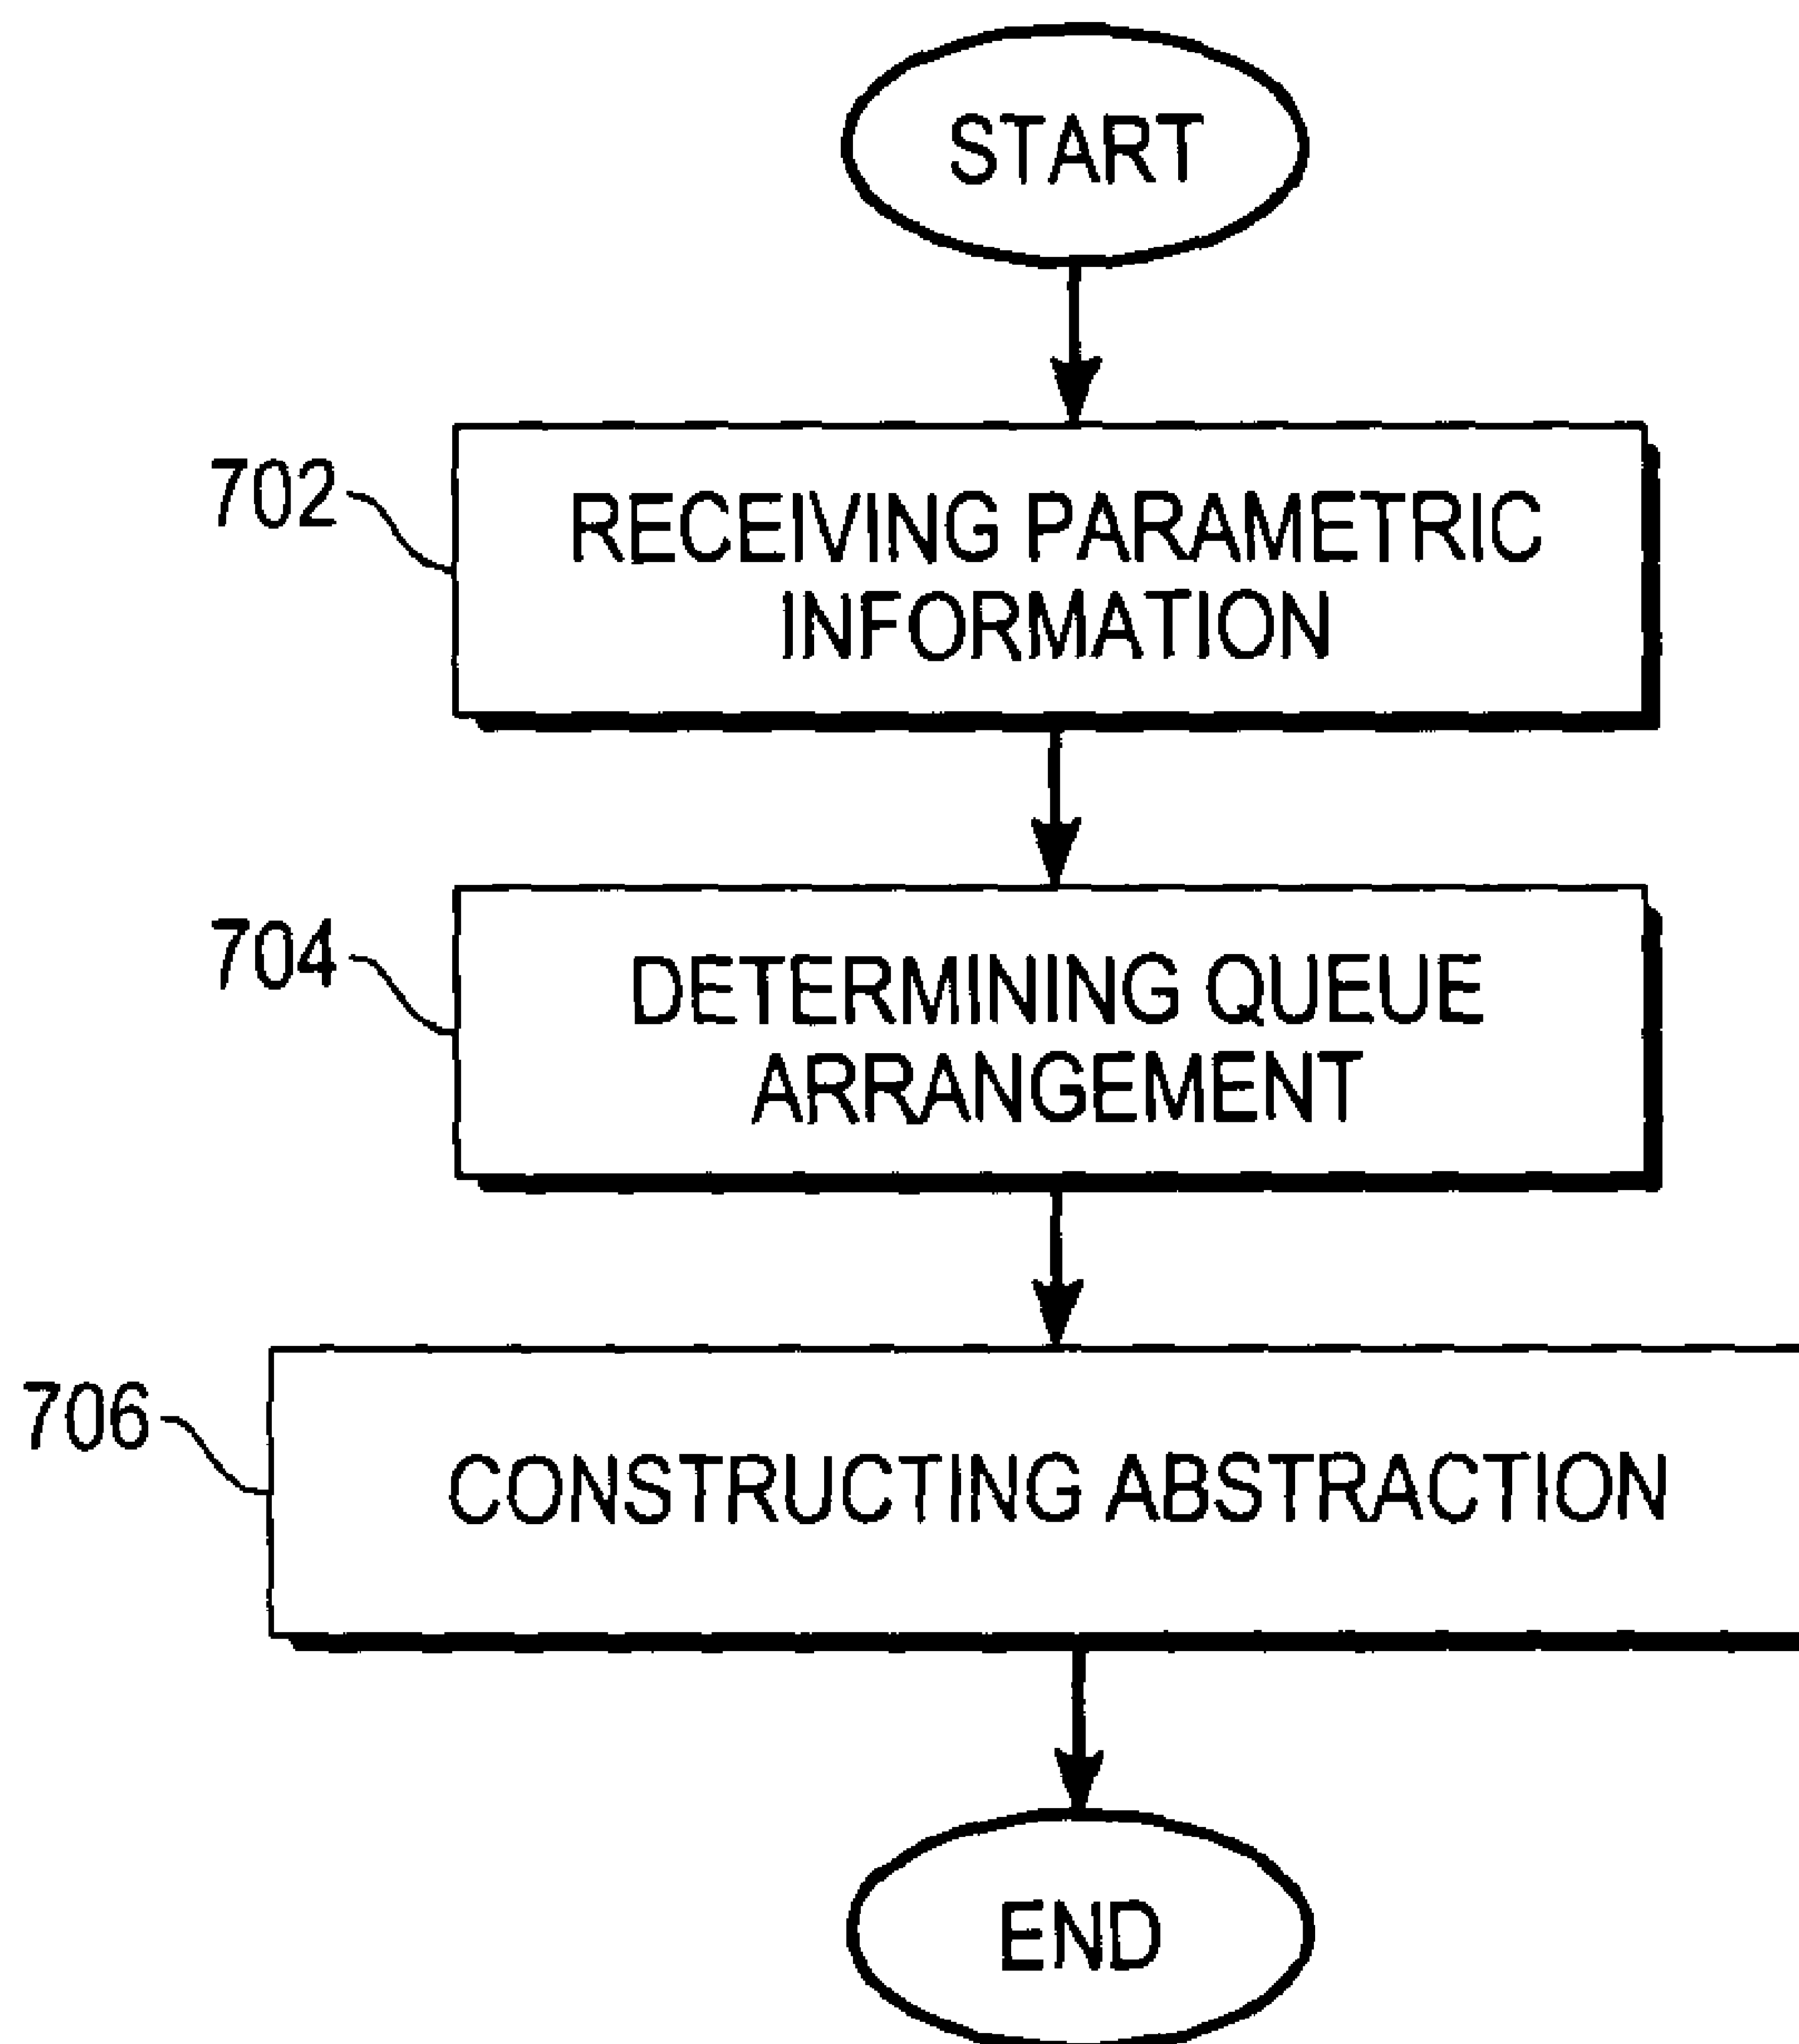 START
702
RECEIVING PARAMETRIC
INFORMATION
704
DETERMINING QUEUE
ARRANGEMENT
706
CONSTRUCTING ABSTRACTION
END